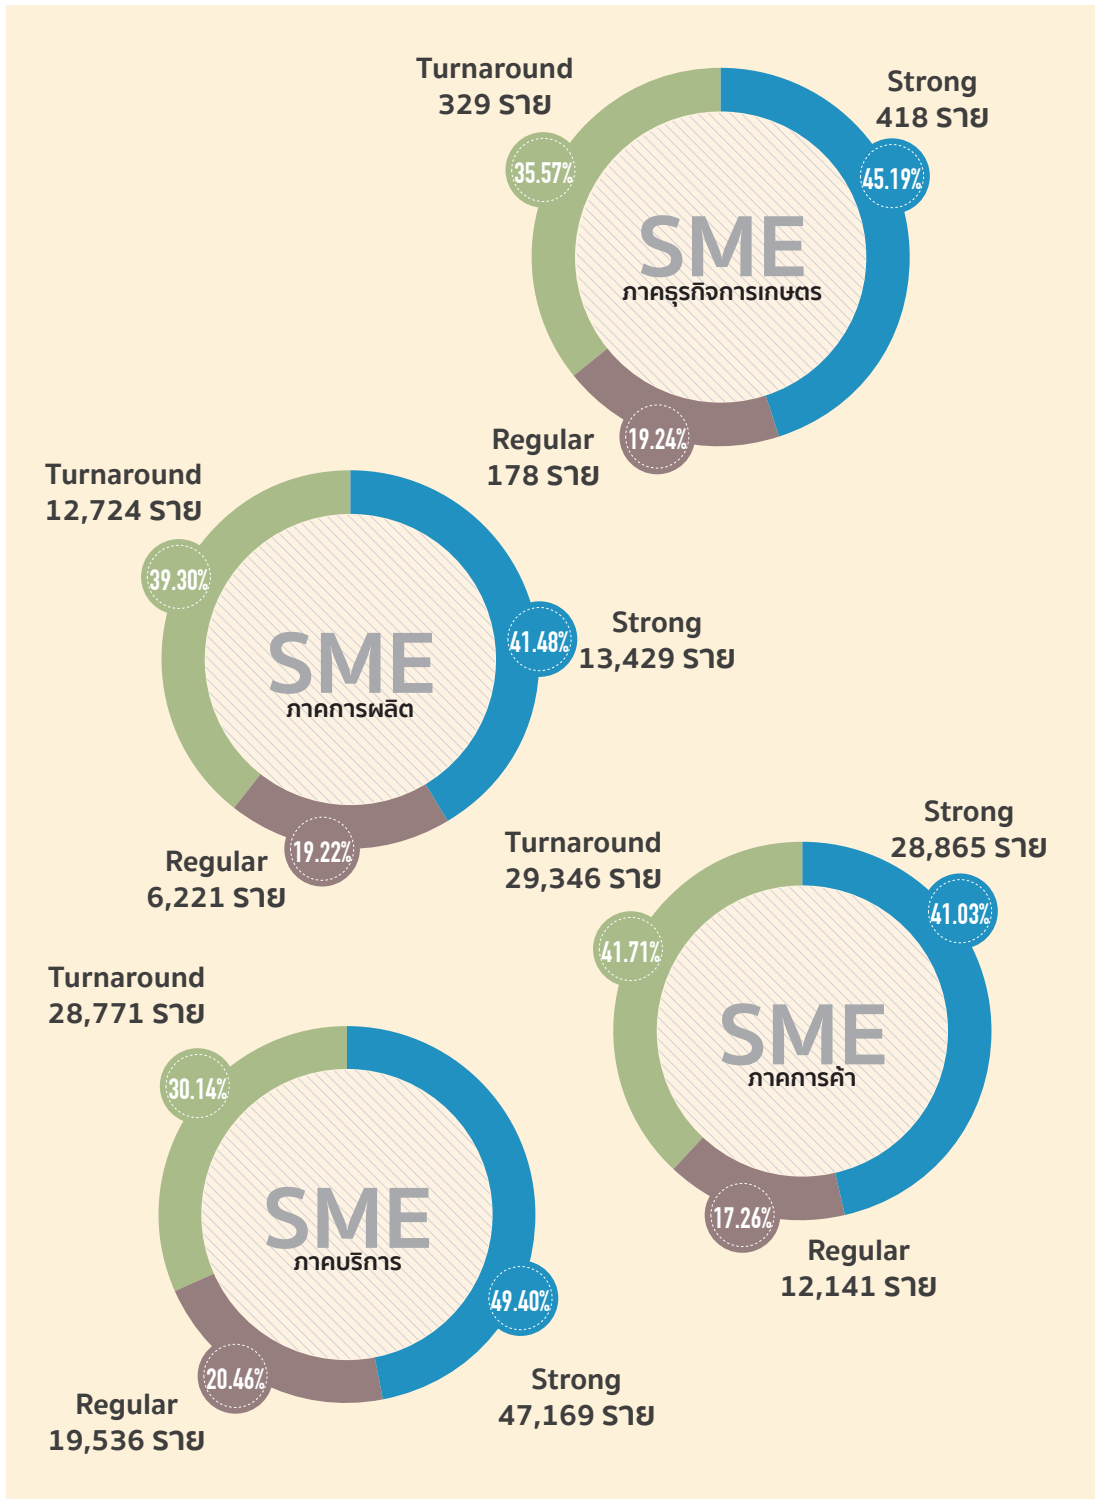 Turnaround
329 ราย
35.57%
Strong
418 ราย
45.19%
SME
ภาคธุรกิจการเกษตร
Regular
178 ราย
19.24%
Turnaround
12,724 ราย
39.30%
Strong
13,429 ราย
41.48%
SME
ภาคการผลิต
Regular
6,221 ราย
19.22%
Turnaround
29,346 ราย
41.71%
Strong
28,865 ราย
41.03%
SME
ภาคการค้า
Regular
12,141 ราย
17.26%
Turnaround
28,771 ราย
30.14%
SME
ภาคบริการ
Strong
47,169 ราย
49.40%
Regular
19,536 ราย
20.46%